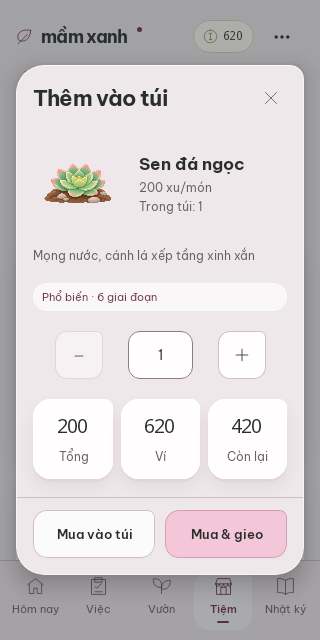 mầm xanh
620
Thêm vào túi
Sen đá ngọc
200 xu/món
Trong túi: 1
Mọng nước, cánh lá xếp tầng xinh xắn
Phổ biến · 6 giai đoạn
− 1 +
200 620 420
Tổng Ví Còn lại
Mua vào túi Mua & gieo
Hôm nay Việc Vườn Tiệm Nhật ký